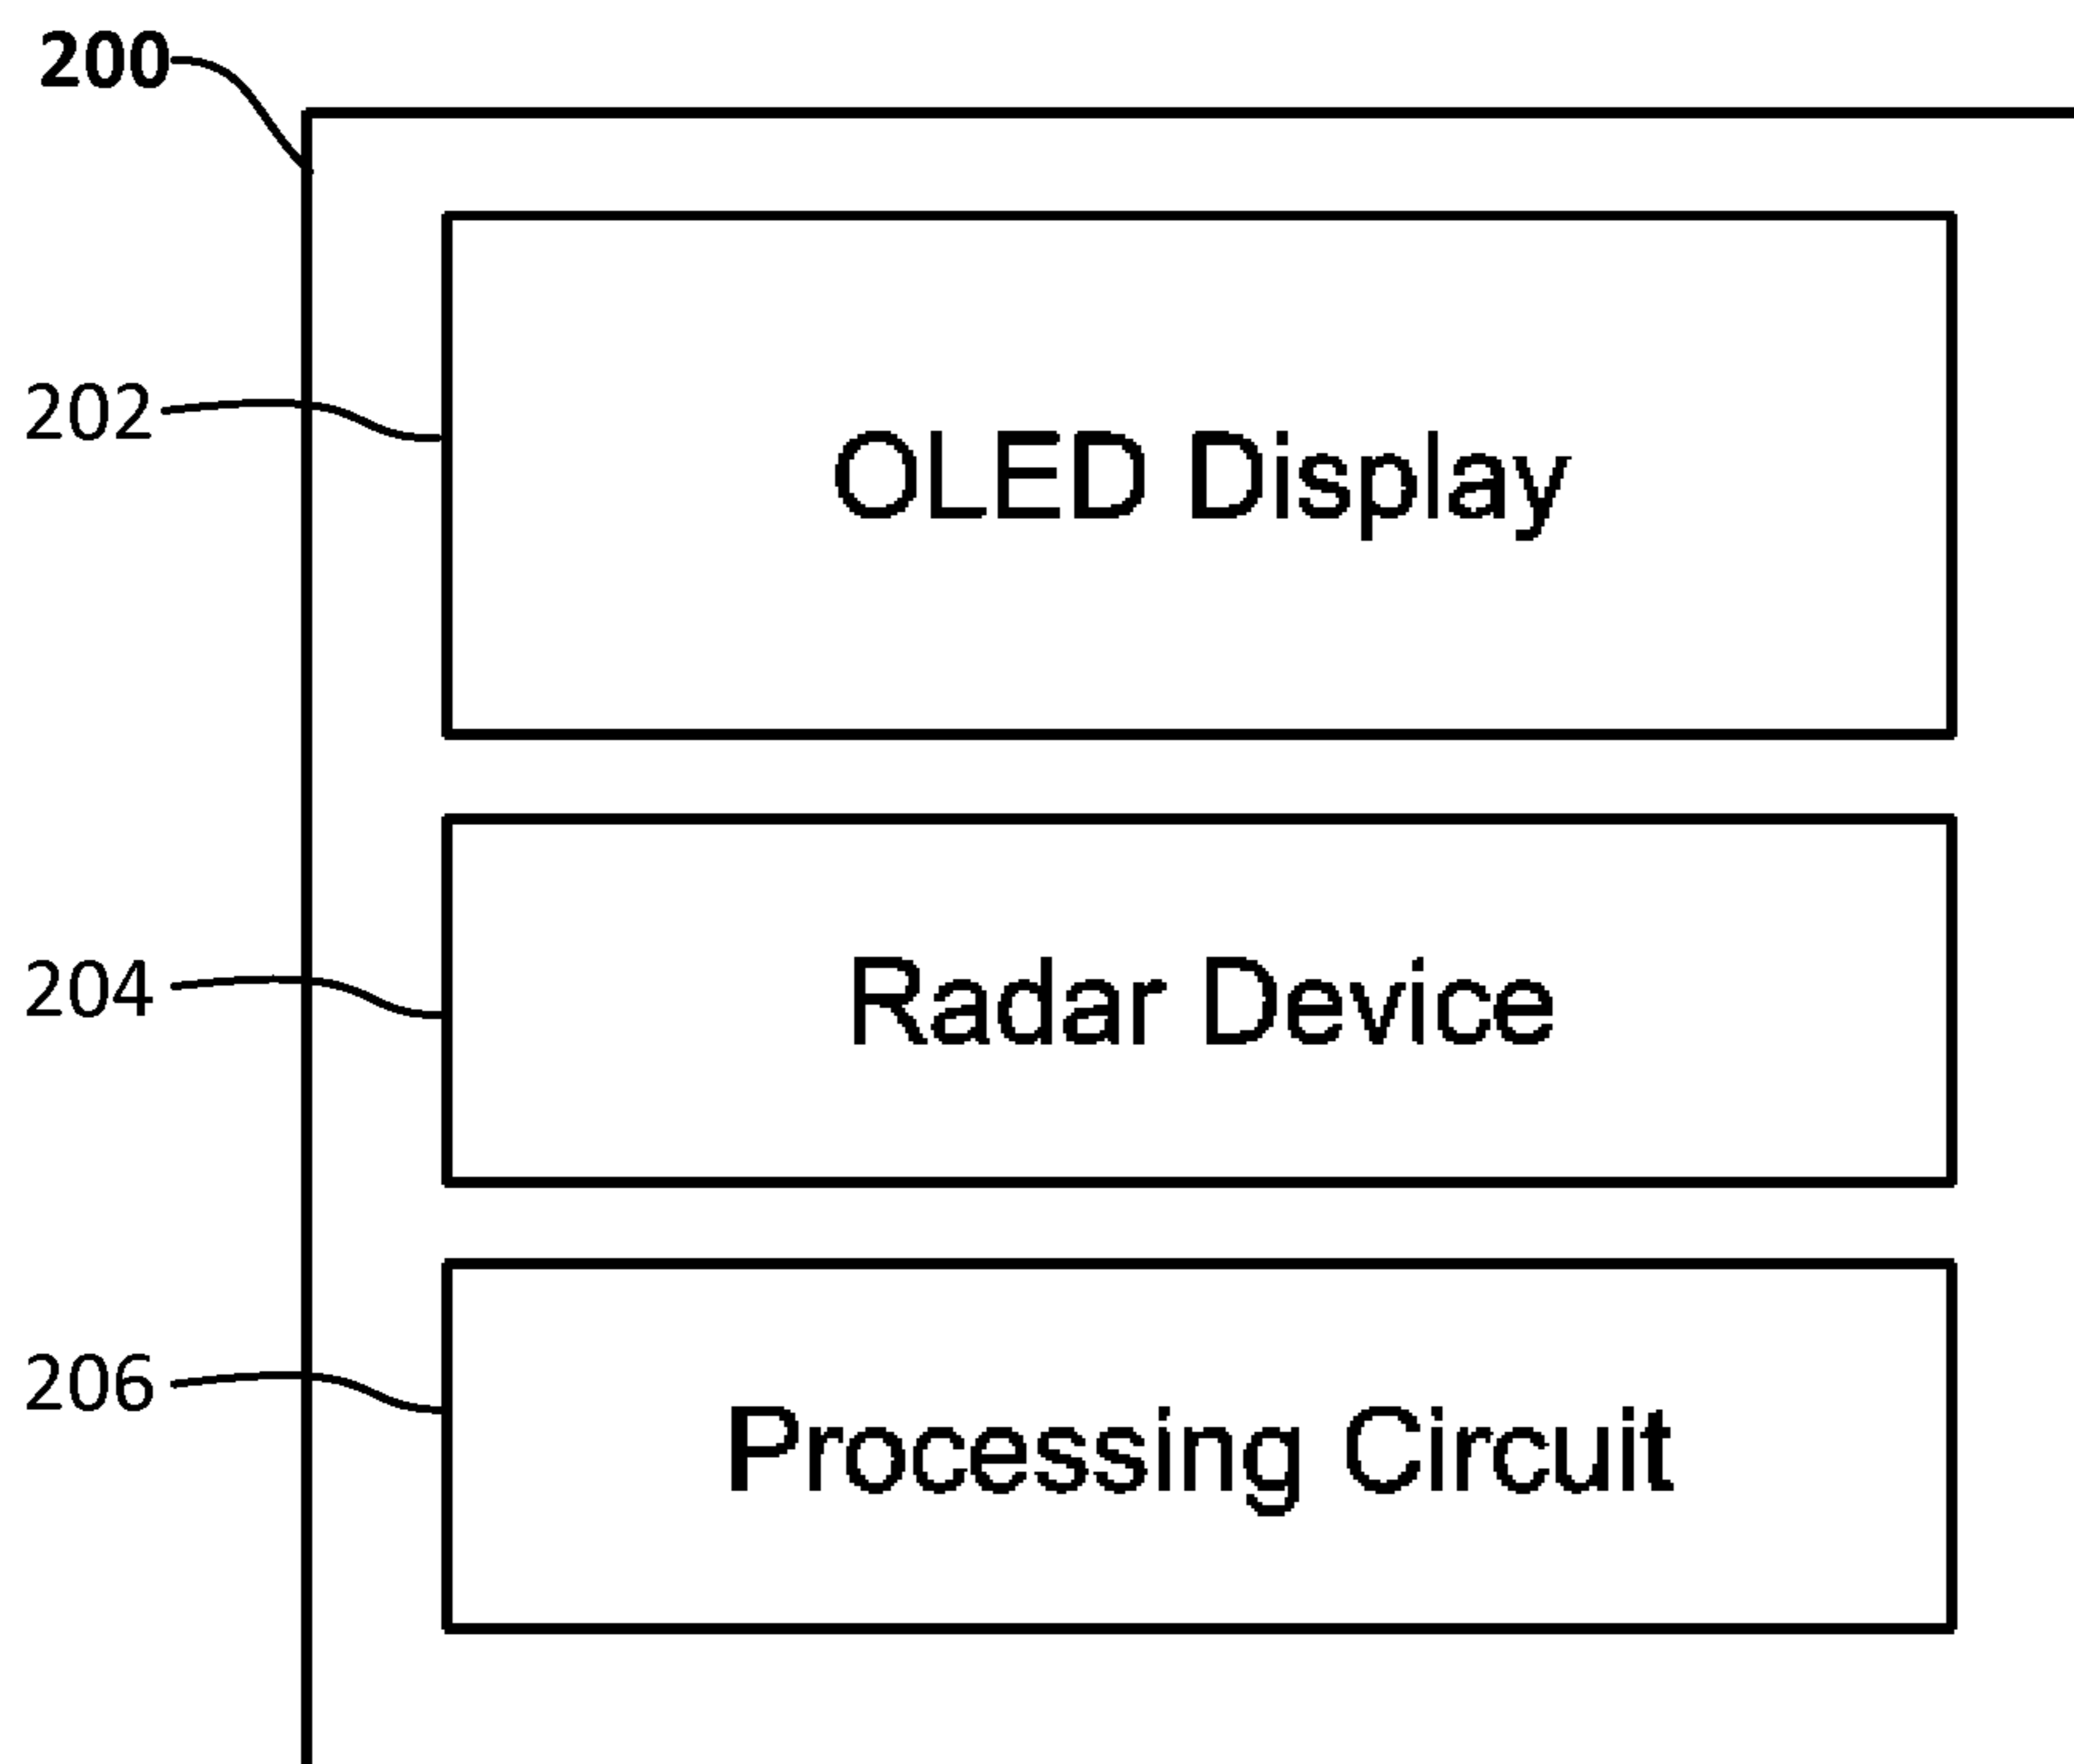 200
202
OLED Display
204
Radar Device
206
Processing Circuit